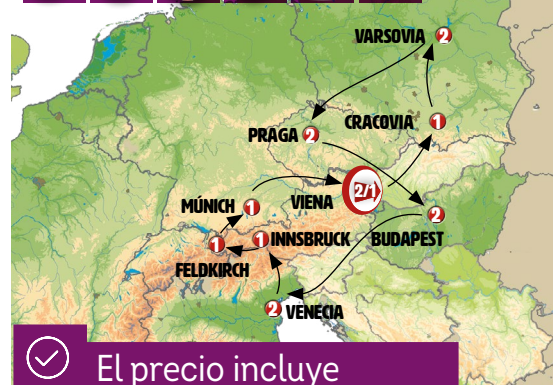 VARSOVIA 2
PRAGA 2
CRACOVIA 1
VIENA 2/1
MÚNICH 1
BUDAPEST 2
INNSBRUCK 1
FELDKIRCH 1
VENECIA 2
El precio incluye